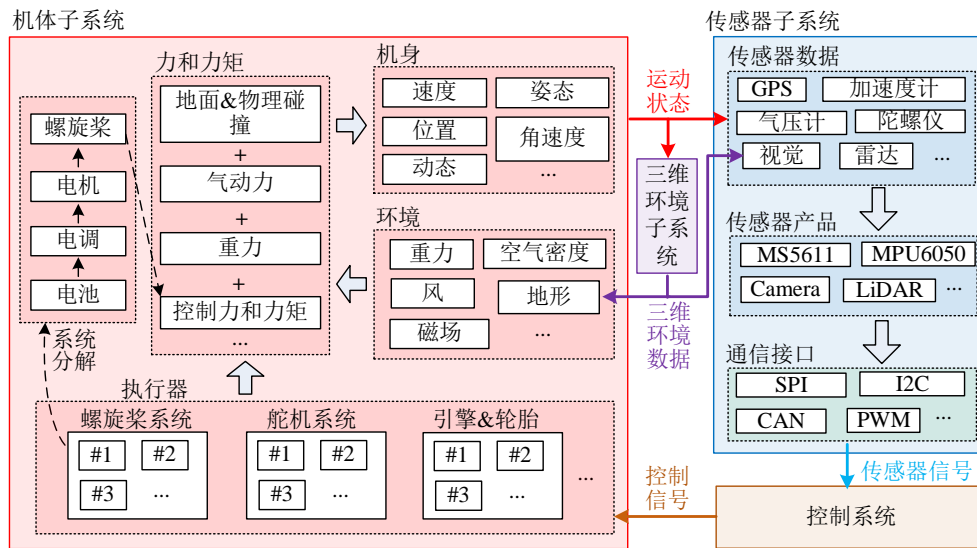 机体子系统
力和力矩
地面&物理碰
撞
+
气动力
+
重力
+
控制力和力矩
...
螺旋桨
电机
电调
电池
系统
分解
机身
速度
姿态
位置
角速度
动态
...
环境
重力
空气密度
风
地形
磁场
...
执行器
螺旋桨系统
#1
#2
#3
...
舵机系统
#1
#2
#3
...
引擎&轮胎
#1
#2
#3
...
...
运动
状态
三维
环境
子系
统
三维
环境
数据
控制
信号
传感器子系统
传感器数据
GPS
加速度计
气压计
陀螺仪
视觉
雷达
...
传感器产品
MS5611
MPU6050
Camera
LiDAR
...
通信接口
SPI
I2C
CAN
PWM
...
传感器信号
控制系统